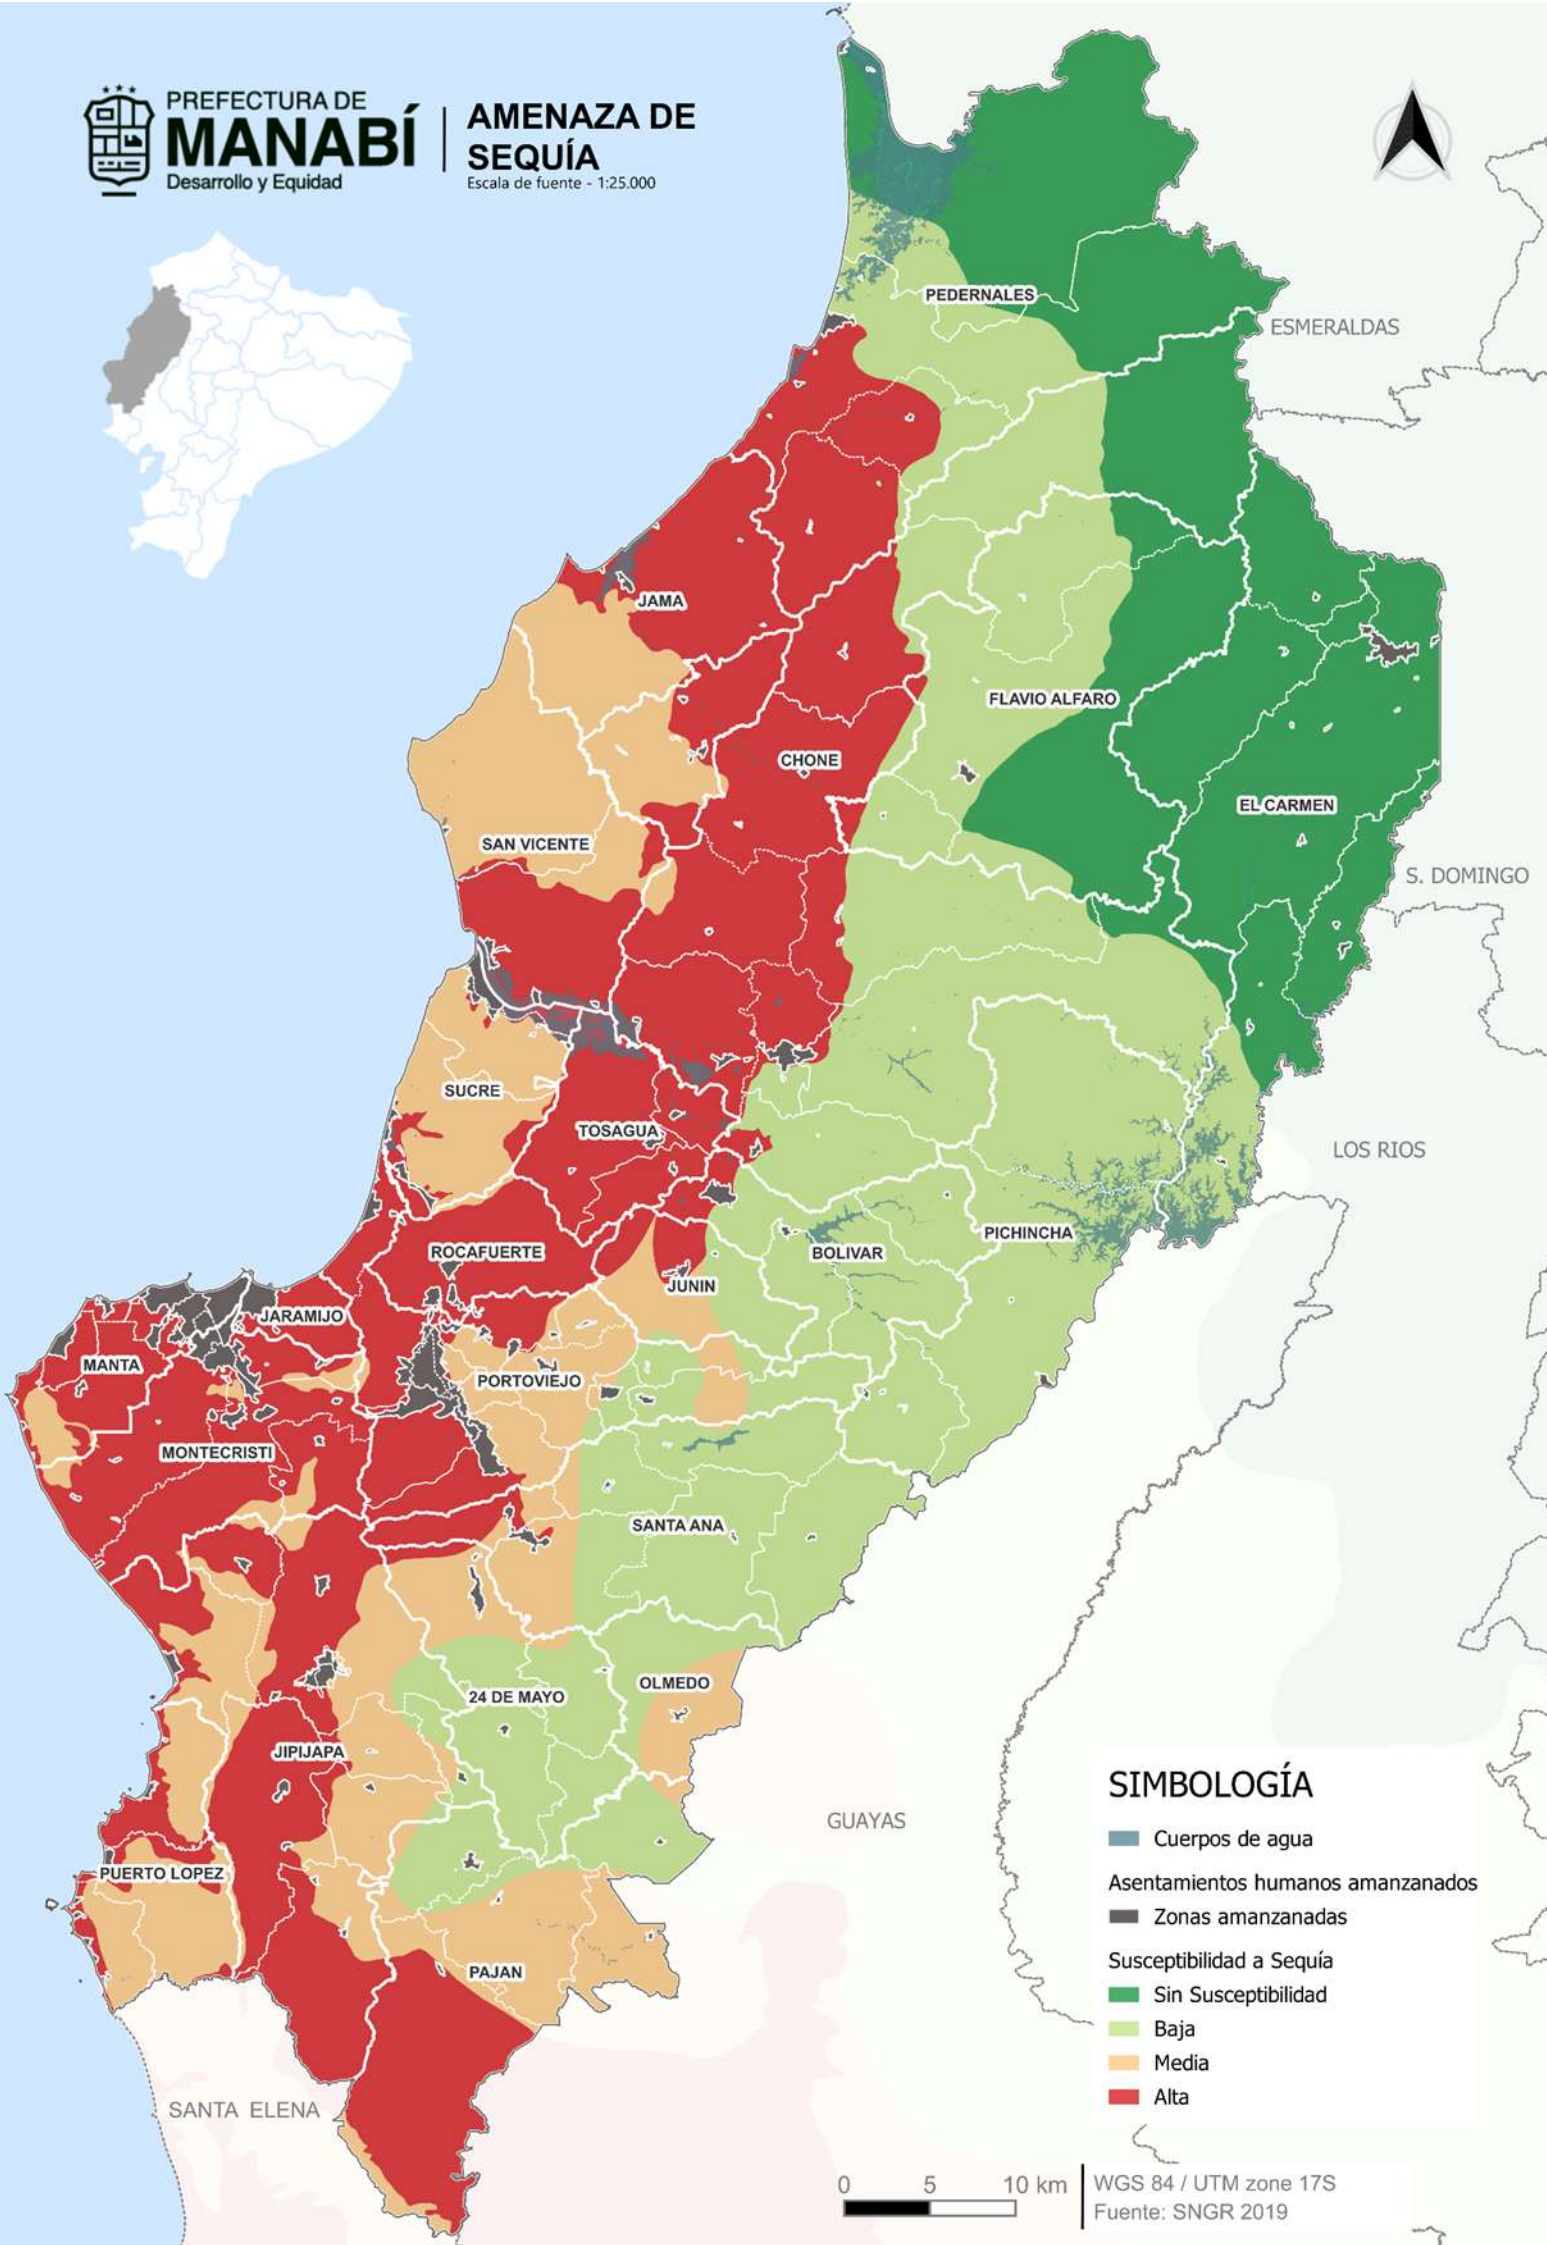 PREFECTURA DE
MANABÍ
Desarrollo y Equidad
AMENAZA DE
SEQUÍA
Escala de fuente - 1:25.000
PEDERNALES
ESMERALDAS
JAMA
FLAVIO ALFARO
CHONE
EL CARMEN
SAN VICENTE
S. DOMINGO
SUCRE
TOSAGUA
LOS RIOS
PICHINCHA
ROCAFUERTE
BOLIVAR
JUNIN
JARAMIJO
MANTA
PORTOVIEJO
MONTECRISTI
SANTA ANA
OLMEDO
24 DE MAYO
JIPIJAPA
GUAYAS
PUERTO LOPEZ
PAJAN
SANTA ELENA
SIMBOLOGÍA
Cuerpos de agua
Asentamientos humanos amanzanados
Zonas amanzanadas
Susceptibilidad a Sequía
Sin Susceptibilidad
Baja
Media
Alta
0 5 10 km
WGS 84 / UTM zone 17S
Fuente: SNGR 2019